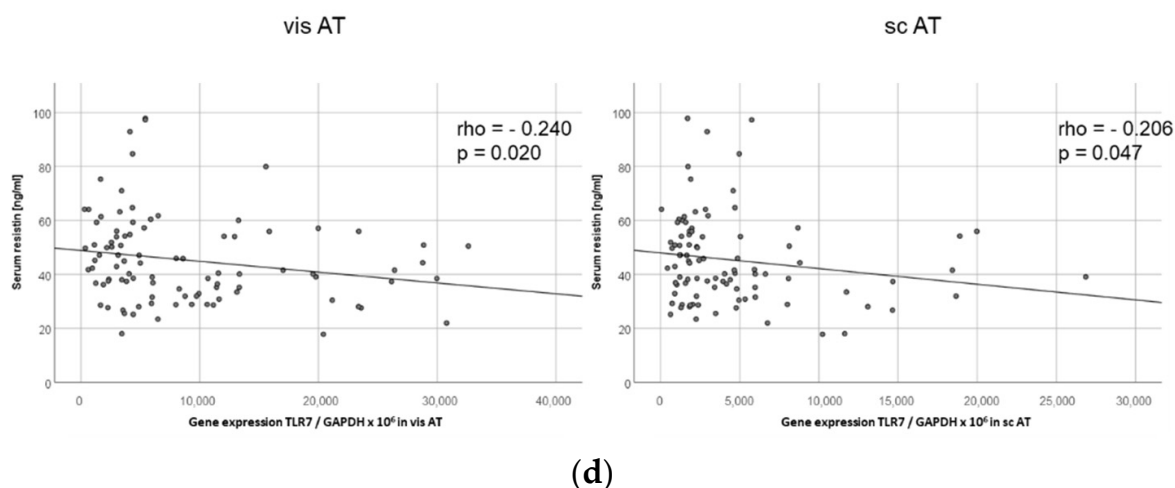 vis AT
sc AT
rho = - 0.240
p = 0.020
Serum resistin [ng/ml]
100
80
60
40
20
0
0 10,000 20,000 30,000 40,000
Gene expression TLR7 / GAPDH x 10⁶ in vis AT
rho = - 0.206
p = 0.047
Serum resistin [ng/ml]
100
80
60
40
20
0
0 5,000 10,000 15,000 20,000 25,000 30,000
Gene expression TLR7 / GAPDH x 10⁶ in sc AT
(d)